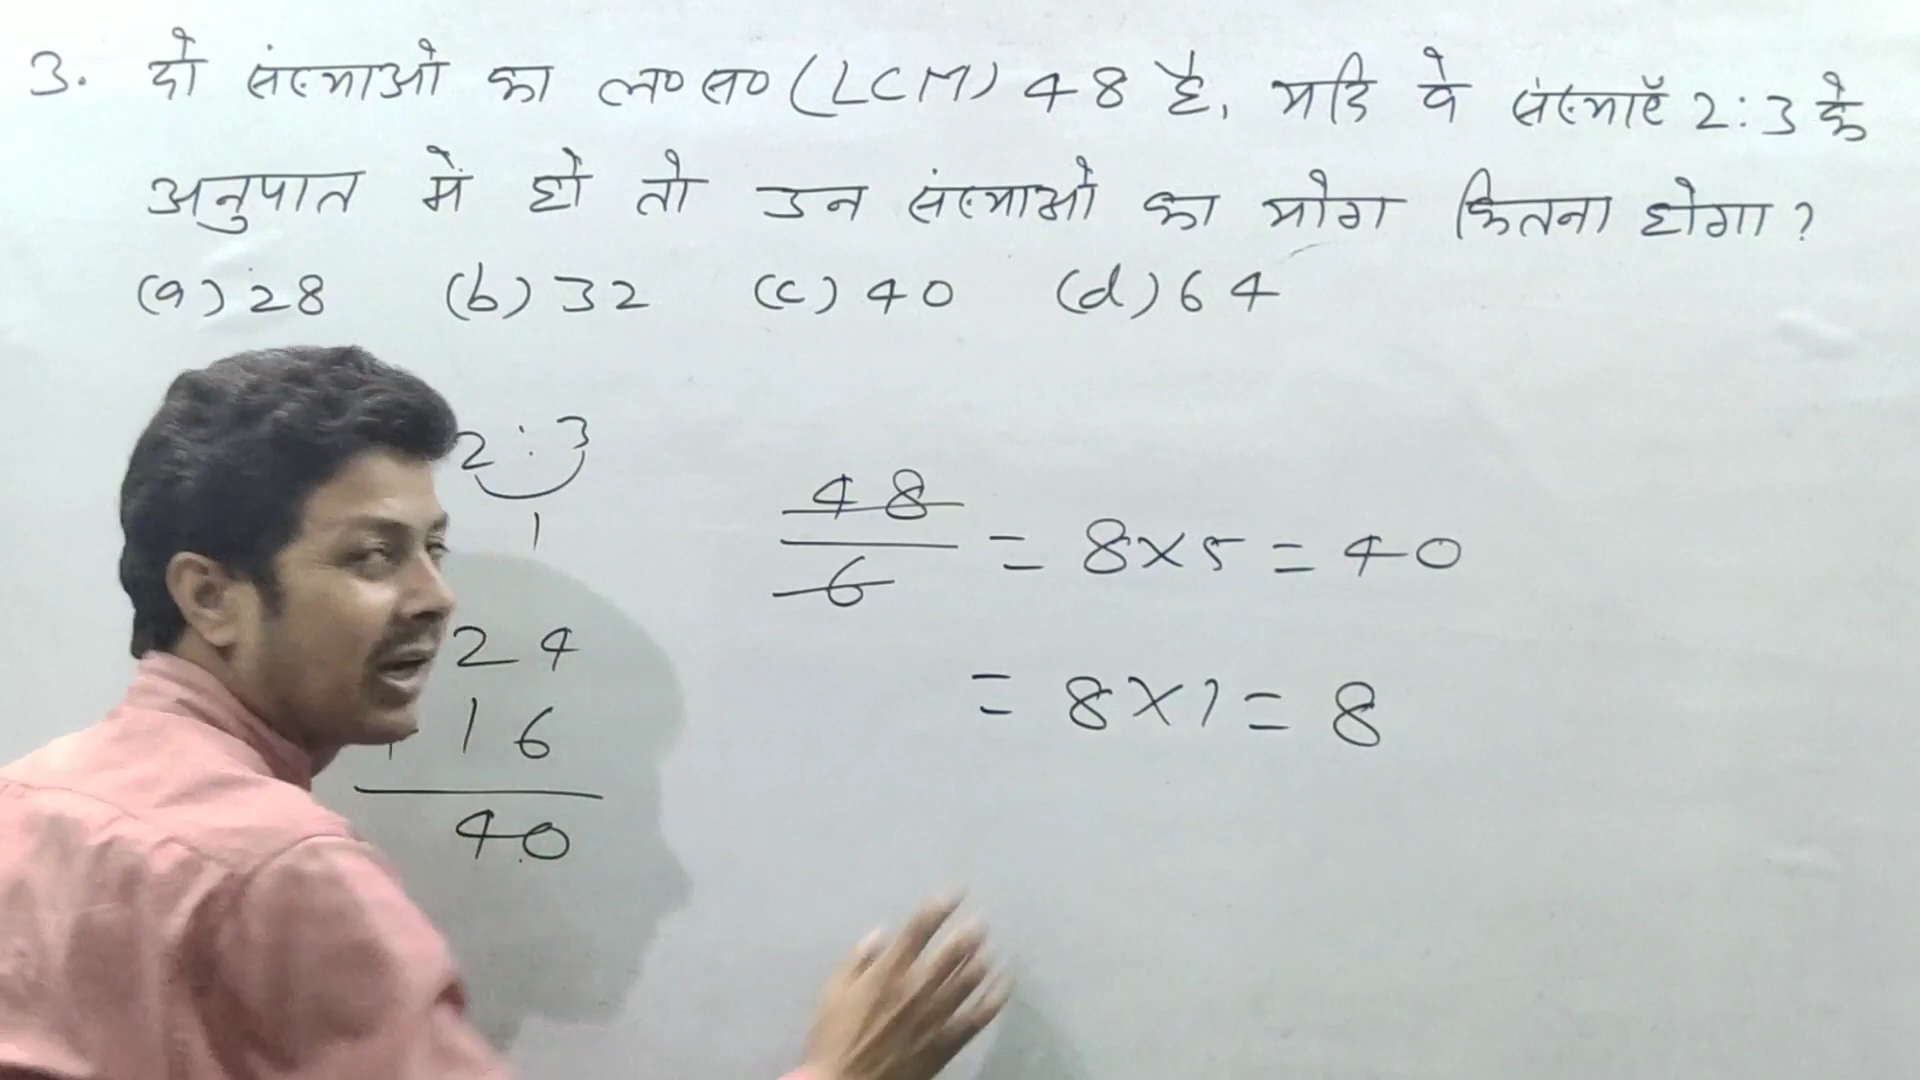 3. दो संख्याओ का ल० स० (LCM) 48 है, यदि वे संख्याएँ 2:3 के
अनुपात में हो तो उन संख्याओ का योग कितना होगा?
(a) 28 (b) 32 (c) 40 (d) 64
2 : 3
1
48
6
= 8×5 = 40
= 8×1 = 8
24
16
40